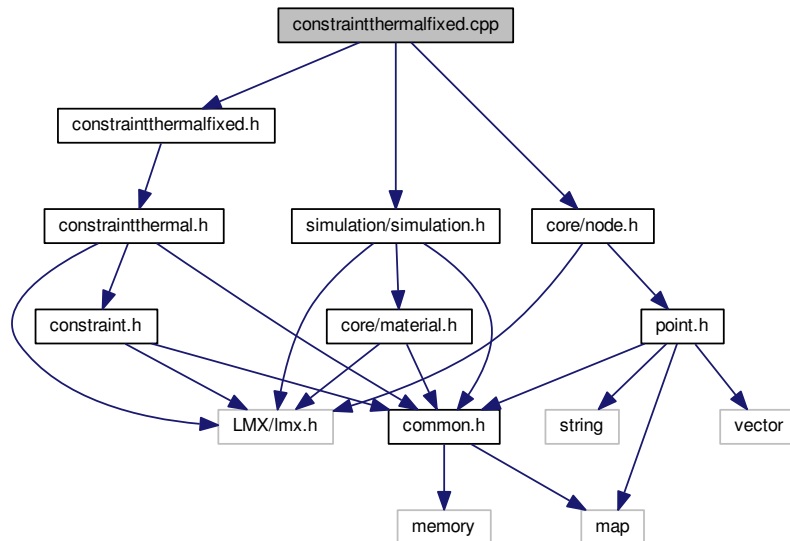 constraintthermalfixed.cpp
constraintthermalfixed.h
constraintthermal.h
simulation/simulation.h
core/node.h
constraint.h
core/material.h
point.h
LMX/lmx.h
common.h
string
vector
memory
map